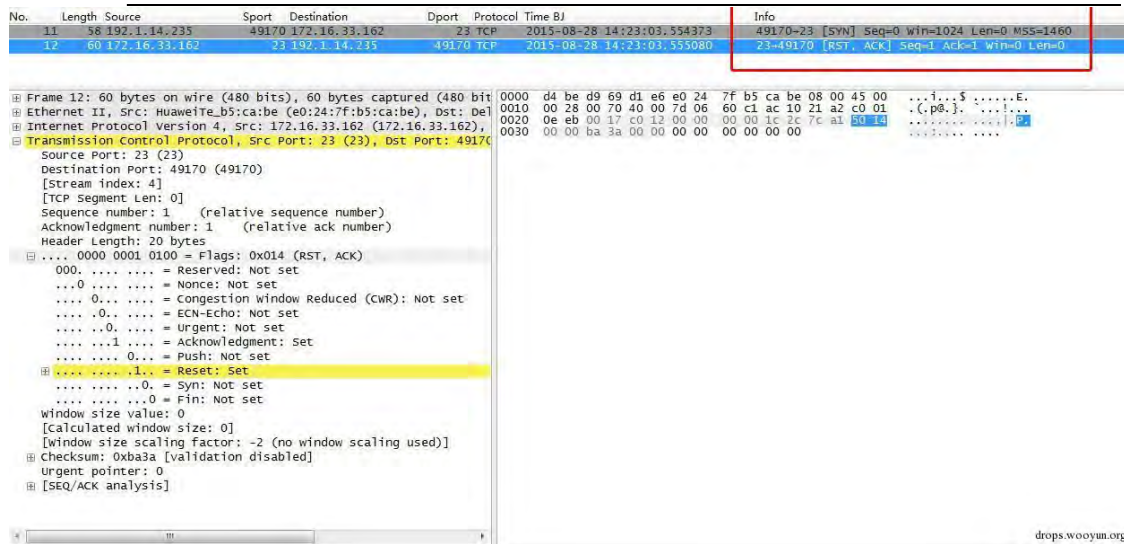 No. Length Source Sport Destination Dport Protocol Time BJ Info
11 58 192.1.14.235 49170 172.16.33.162 23 TCP 2015-08-28 14:23:03.554373 49170→23 [SYN] Seq=0 Win=1024 Len=0 MSS=1460
12 60 172.16.33.162 23 192.1.14.235 49170 TCP 2015-08-28 14:23:03.555080 23→49170 [RST, ACK] Seq=1 Ack=1 Win=0 Len=0
Frame 12: 60 bytes on wire (480 bits), 60 bytes captured (480 bit
Ethernet II, Src: HuaweiTe_b5:ca:be (e0:24:7f:b5:ca:be), Dst: Del
Internet Protocol Version 4, Src: 172.16.33.162 (172.16.33.162),
Transmission Control Protocol, Src Port: 23 (23), Dst Port: 49170
Source Port: 23 (23)
Destination Port: 49170 (49170)
[Stream index: 4]
[TCP Segment Len: 0]
Sequence number: 1 (relative sequence number)
Acknowledgment number: 1 (relative ack number)
Header Length: 20 bytes
.... 0000 0001 0100 = Flags: 0x014 (RST, ACK)
000. .... .... = Reserved: Not set
...0 .... .... = Nonce: Not set
.... 0... .... = Congestion Window Reduced (CWR): Not set
.... .0.. .... = ECN-Echo: Not set
.... ..0. .... = Urgent: Not set
.... ...1 .... = Acknowledgment: Set
.... .... 0... = Push: Not set
.... .... .1.. = Reset: Set
.... .... ..0. = Syn: Not set
.... .... ...0 = Fin: Not set
Window size value: 0
[Calculated window size: 0]
[Window size scaling factor: -2 (no window scaling used)]
Checksum: 0xba3a [validation disabled]
Urgent pointer: 0
[SEQ/ACK analysis]
0000 d4 be d9 69 d1 e6 e0 24 7f b5 ca be 08 00 45 00 ...i...$ ......E.
0010 00 28 00 70 40 00 7d 06 60 c1 ac 10 21 a2 c0 01 .(.p@.}. `...!...
0020 0e eb 00 17 c0 12 00 00 00 00 1c 2c 7c a1 50 14 ........ ...,|.P.
0030 00 00 ba 3a 00 00 00 00 00 00 00 00 ...:.... ....
drops.wooyun.org